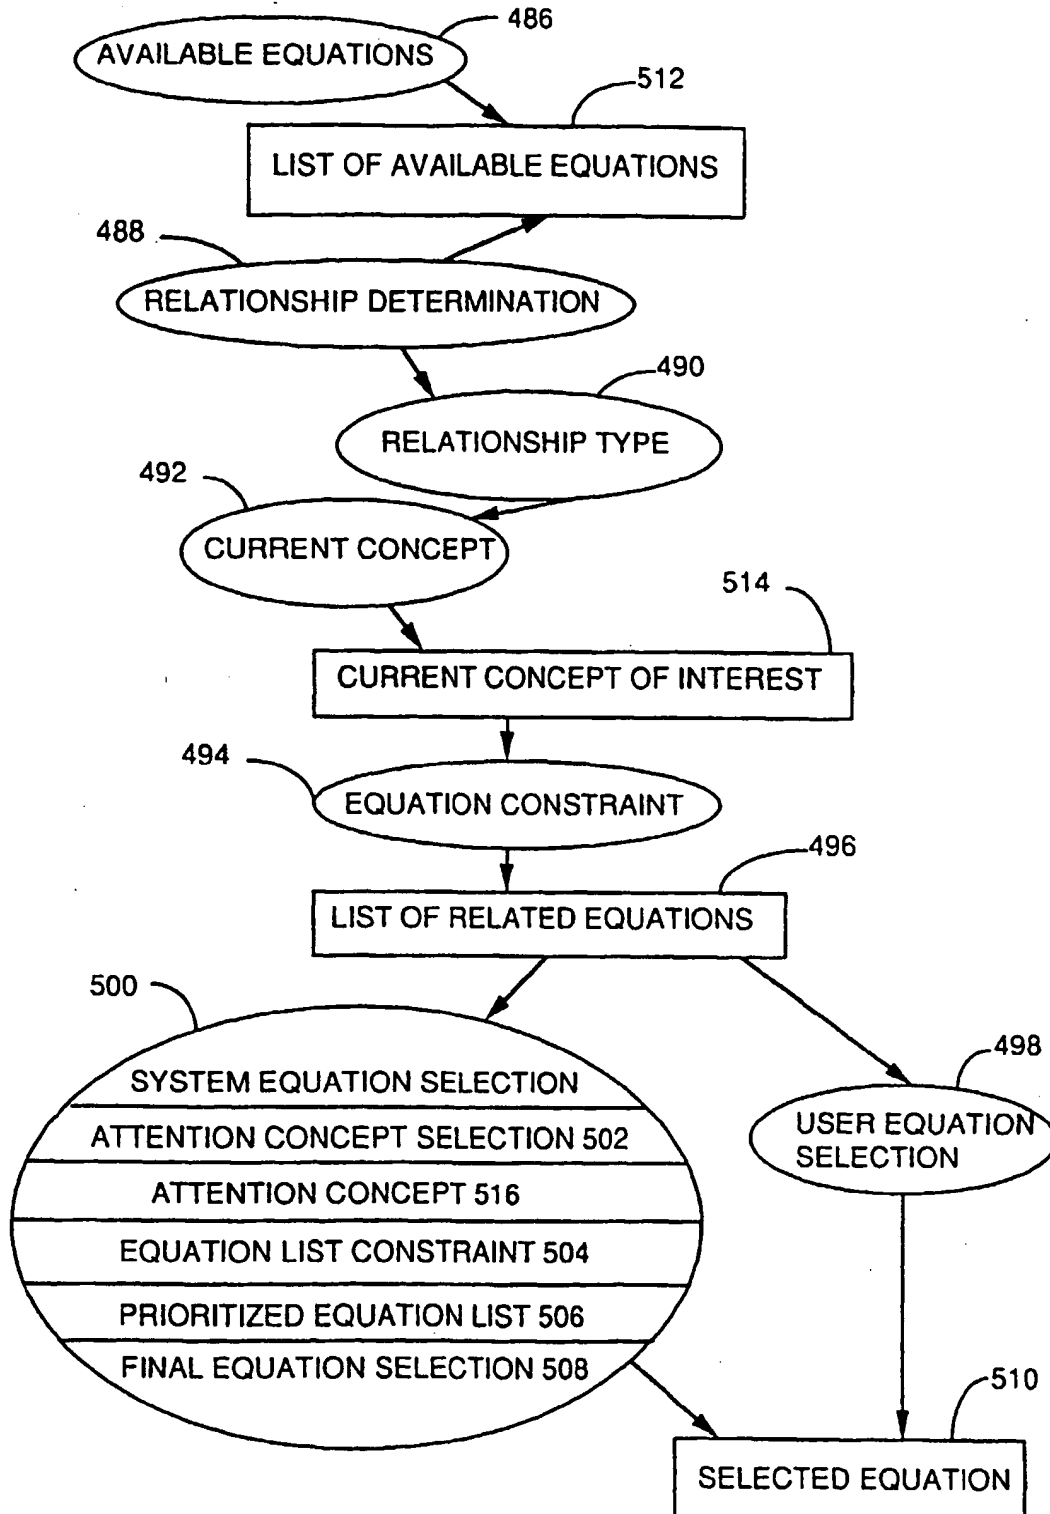 486
AVAILABLE EQUATIONS
512
LIST OF AVAILABLE EQUATIONS
488
RELATIONSHIP DETERMINATION
490
RELATIONSHIP TYPE
492
CURRENT CONCEPT
514
CURRENT CONCEPT OF INTEREST
494
EQUATION CONSTRAINT
496
LIST OF RELATED EQUATIONS
500
SYSTEM EQUATION SELECTION
ATTENTION CONCEPT SELECTION 502
ATTENTION CONCEPT 516
EQUATION LIST CONSTRAINT 504
PRIORITIZED EQUATION LIST 506
FINAL EQUATION SELECTION 508
498
USER EQUATION
SELECTION
510
SELECTED EQUATION